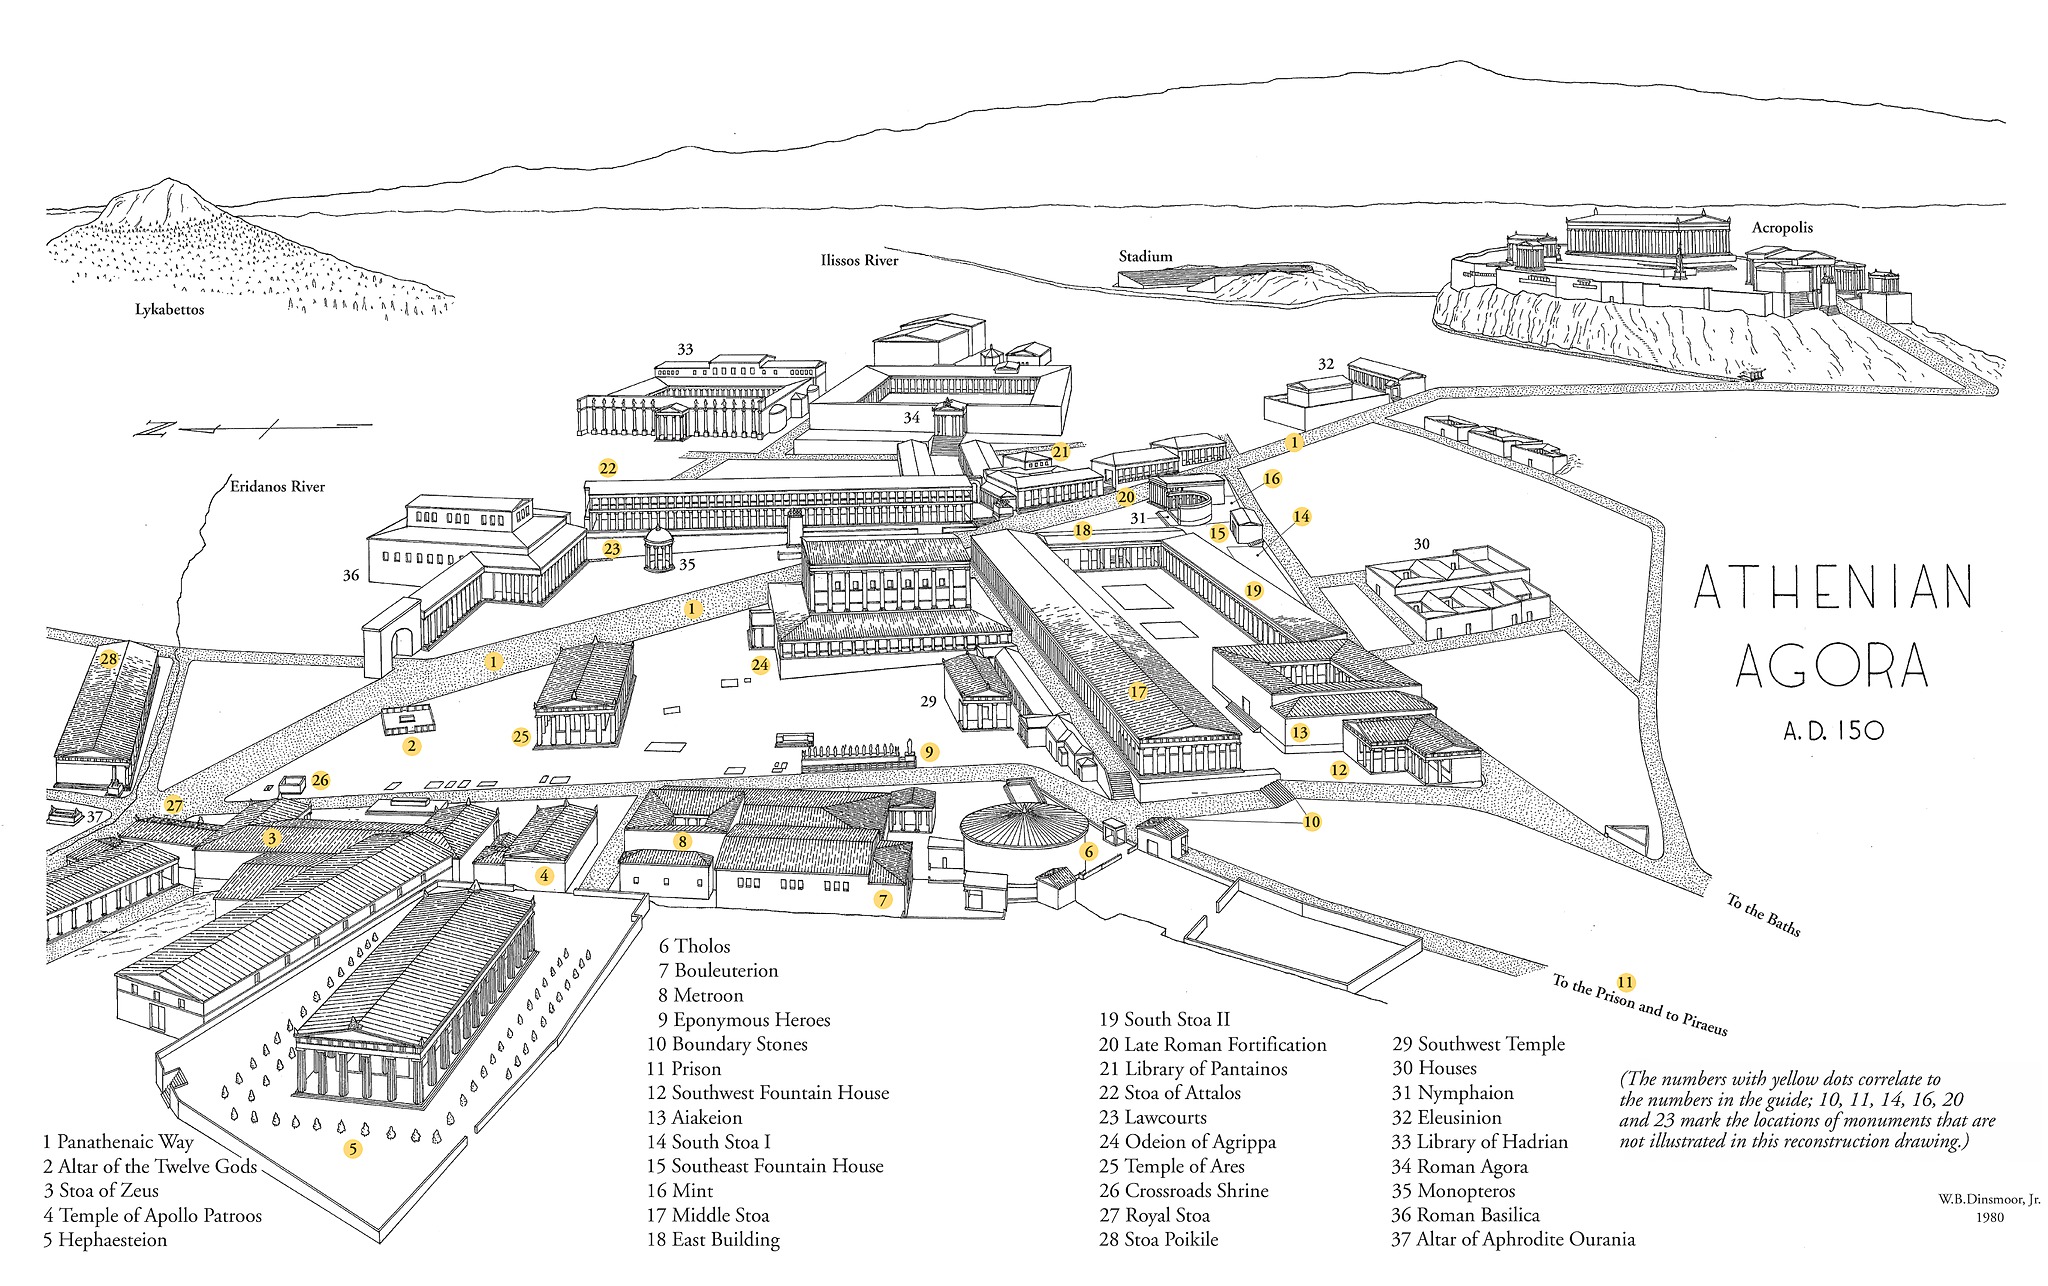 Acropolis
Stadium
Ilissos River
Lykabettos
33
32
34
N
1
21
22
16
Eridanos River
20
14
31
18
15
30
23
35
36
19
1
ATHENIAN
AGORA
A.D. 150
28
1
24
17
29
13
25
2
9
12
26
27
37
3
8
10
6
4
7
To the Baths
11
To the Prison and to Piraeus
5
1 Panathenaic Way
2 Altar of the Twelve Gods
3 Stoa of Zeus
4 Temple of Apollo Patroos
5 Hephaesteion
6 Tholos
7 Bouleuterion
8 Metroon
9 Eponymous Heroes
10 Boundary Stones
11 Prison
12 Southwest Fountain House
13 Aiakeion
14 South Stoa I
15 Southeast Fountain House
16 Mint
17 Middle Stoa
18 East Building
19 South Stoa II
20 Late Roman Fortification
21 Library of Pantainos
22 Stoa of Attalos
23 Lawcourts
24 Odeion of Agrippa
25 Temple of Ares
26 Crossroads Shrine
27 Royal Stoa
28 Stoa Poikile
29 Southwest Temple
30 Houses
31 Nymphaion
32 Eleusinion
33 Library of Hadrian
34 Roman Agora
35 Monopteros
36 Roman Basilica
37 Altar of Aphrodite Ourania
(The numbers with yellow dots correlate to
the numbers in the guide; 10, 11, 14, 16, 20
and 23 mark the locations of monuments that are
not illustrated in this reconstruction drawing.)
W.B.Dinsmoor, Jr.
1980